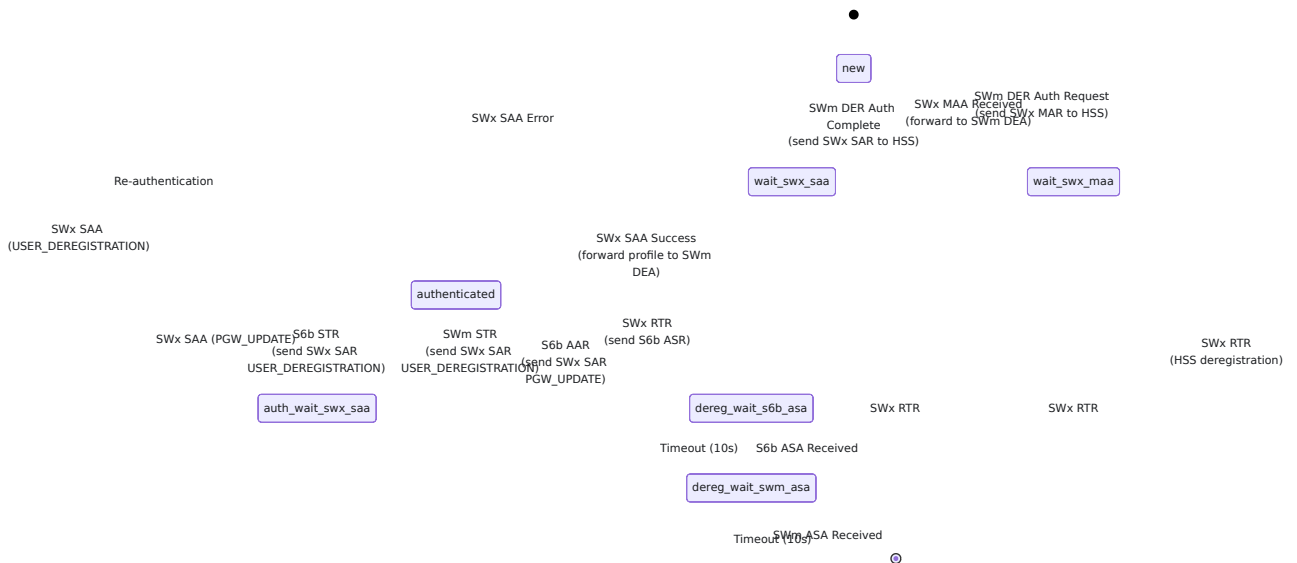 new
SWx MAA Received
(forward to SWm DEA)
SWm DER Auth Request
(send SWx MAR to HSS)
SWm DER Auth
Complete
(send SWx SAR to HSS)
SWx SAA Error
Re-authentication
wait_swx_saa
wait_swx_maa
SWx SAA
(USER_DEREGISTRATION)
SWx SAA Success
(forward profile to SWm
DEA)
authenticated
SWx SAA (PGW_UPDATE)
S6b STR
(send SWx SAR
USER_DEREGISTRATION)
SWm STR
(send SWx SAR
USER_DEREGISTRATION)
S6b AAR
(send SWx SAR
PGW_UPDATE)
SWx RTR
(send S6b ASR)
SWx RTR
(HSS deregistration)
auth_wait_swx_saa
dereg_wait_s6b_asa
SWx RTR
SWx RTR
Timeout (10s)
S6b ASA Received
dereg_wait_swm_asa
Timeout (10s)
SWm ASA Received